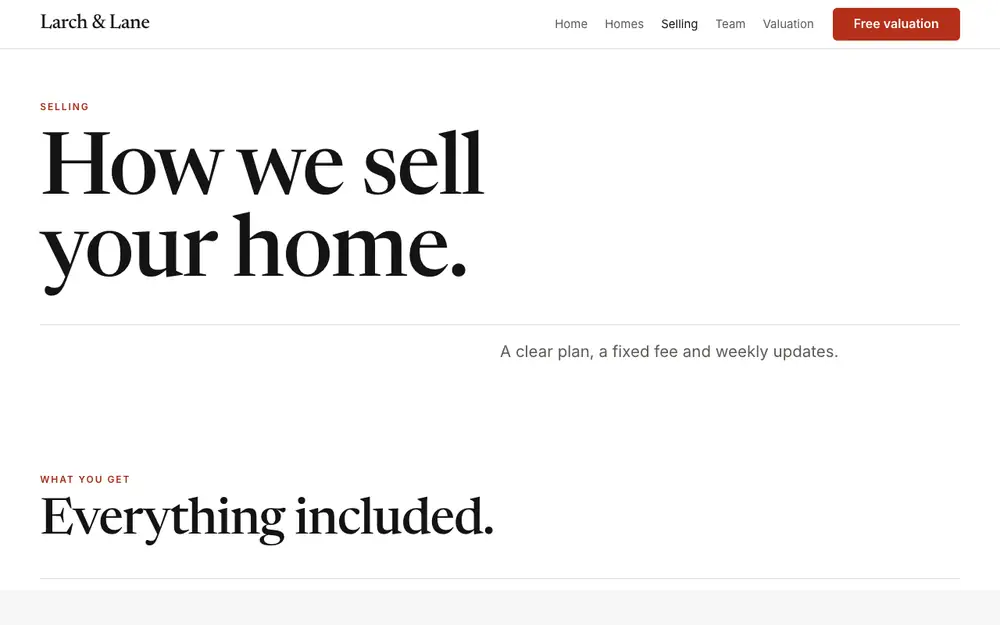 Larch & Lane
Home Homes Selling Team Valuation Free valuation
SELLING
How we sell
your home.
A clear plan, a fixed fee and weekly updates.
WHAT YOU GET
Everything included.